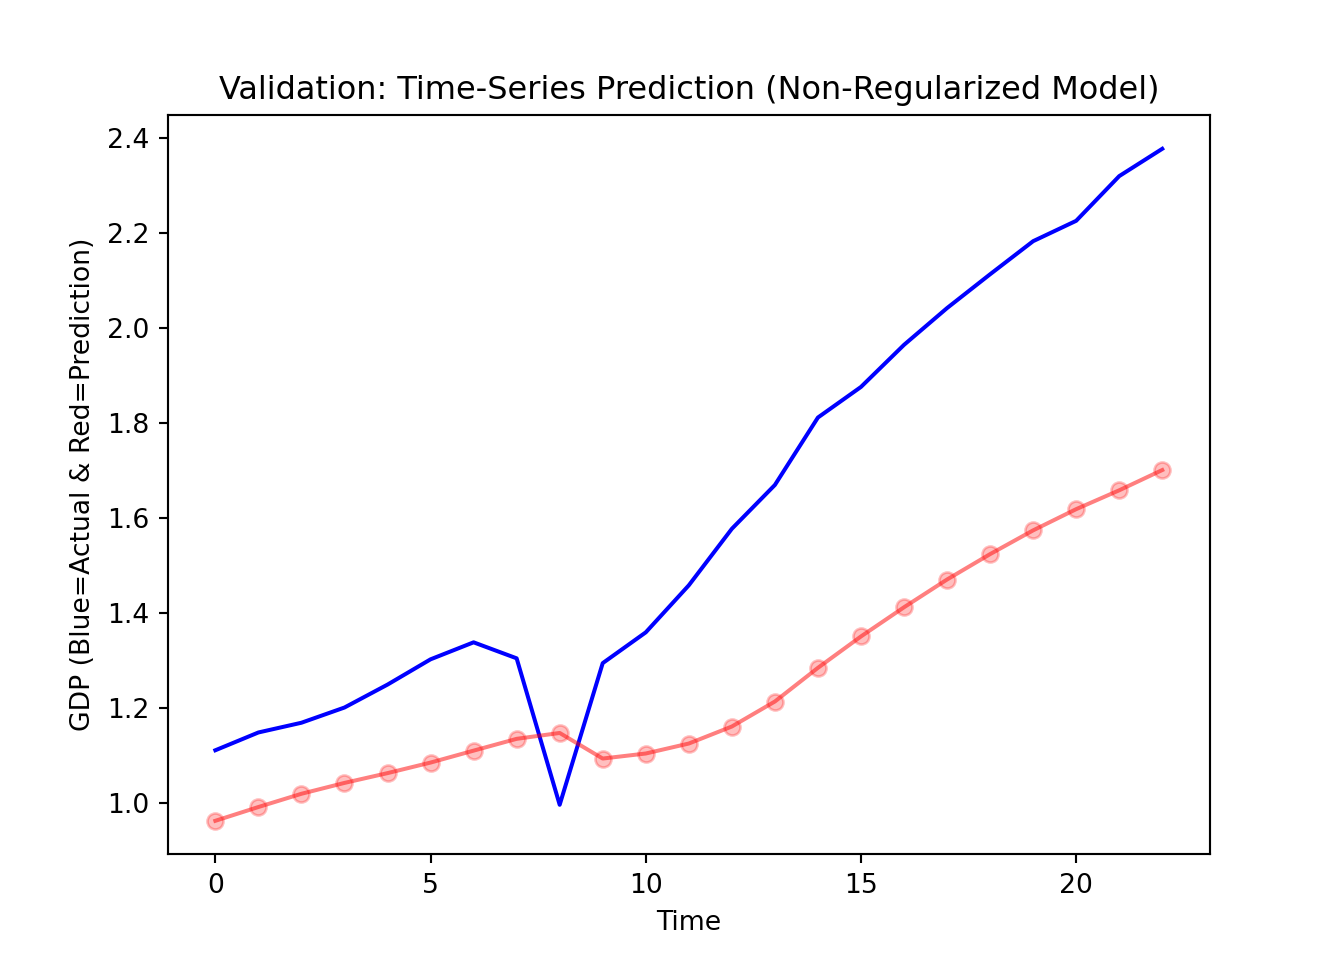 Validation: Time-Series Prediction (Non-Regularized Model)
GDP (Blue=Actual & Red=Prediction)
2.4
2.2
2.0
1.8
1.6
1.4
1.2
1.0
0 5 10 15 20
Time